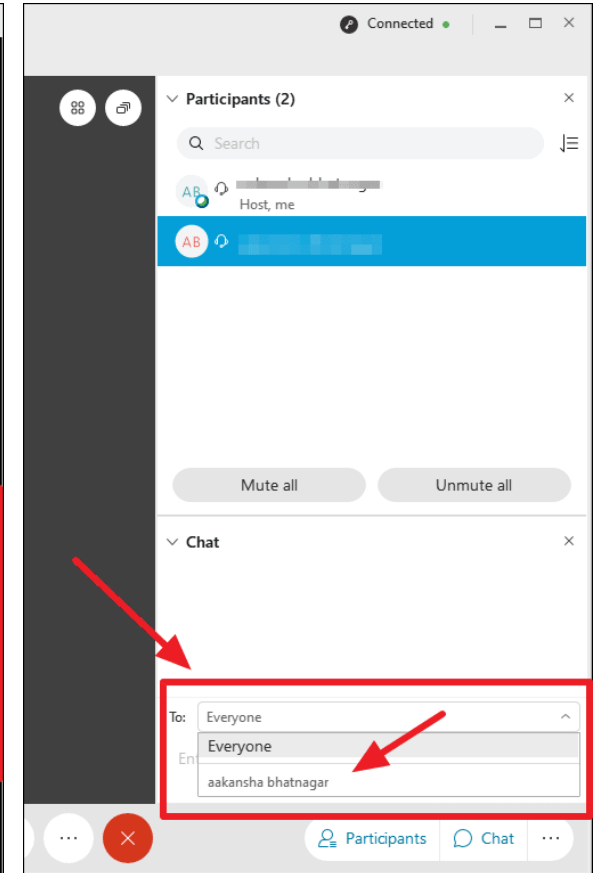 Connected
Participants (2)
Search
AB
Host, me
AB
Mute all
Unmute all
Chat
To: Everyone
Everyone
En
aakansha bhatnagar
Participants Chat